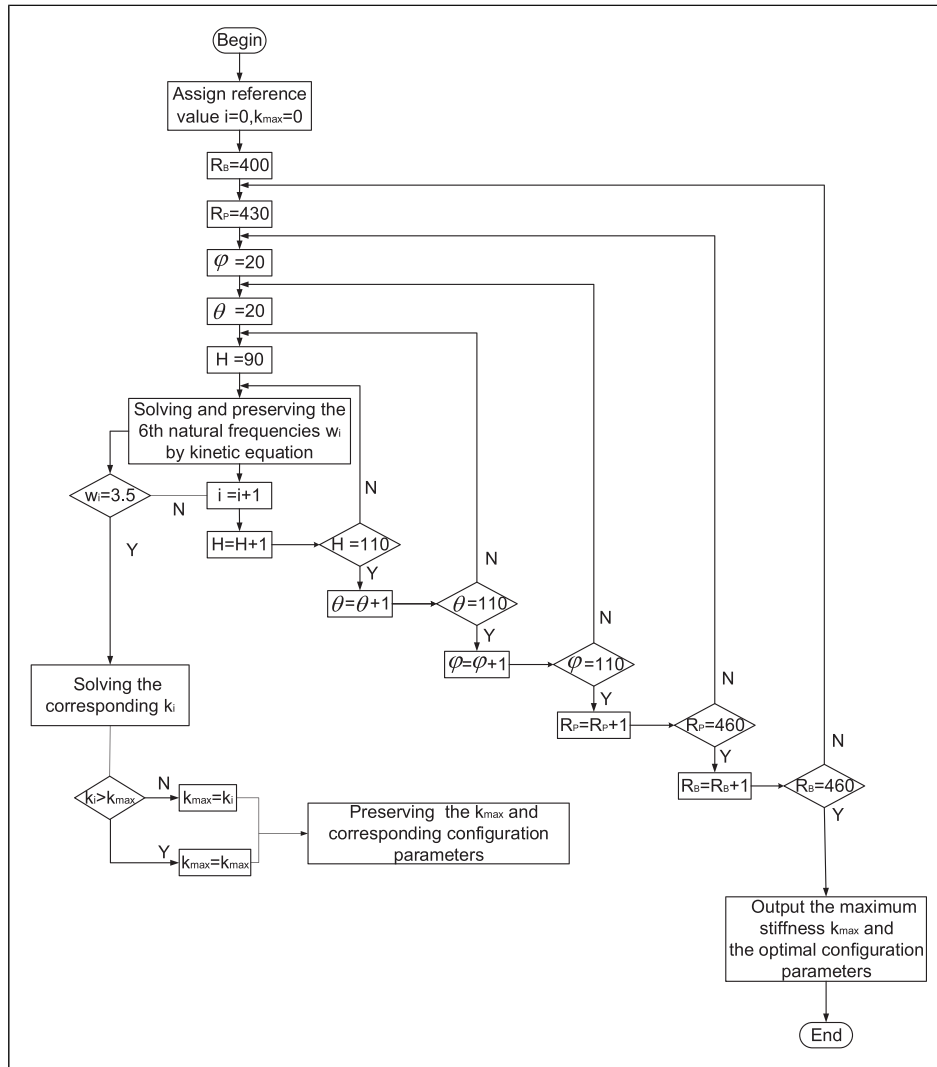 Begin
Assign reference
value i=0,kmax=0
RB=400
RP=430
φ=20
θ =20
H =90
Solving and preserving the
6th natural frequencies wi
by kinetic equation
wi=3.5
N
i =i+1
Y
H=H+1
H =110
N
Y
θ=θ+1
θ=110
N
Y
φ=φ+1
φ=110
N
Y
RP=RP+1
RP=460
N
Y
RB=RB+1
RB=460
N
Y
Solving the
corresponding ki
ki>kmax
N
kmax=ki
Y
kmax=kmax
Preserving the kmax and
corresponding configuration
parameters
Output the maximum
stiffness kmax and
the optimal configuration
parameters
End